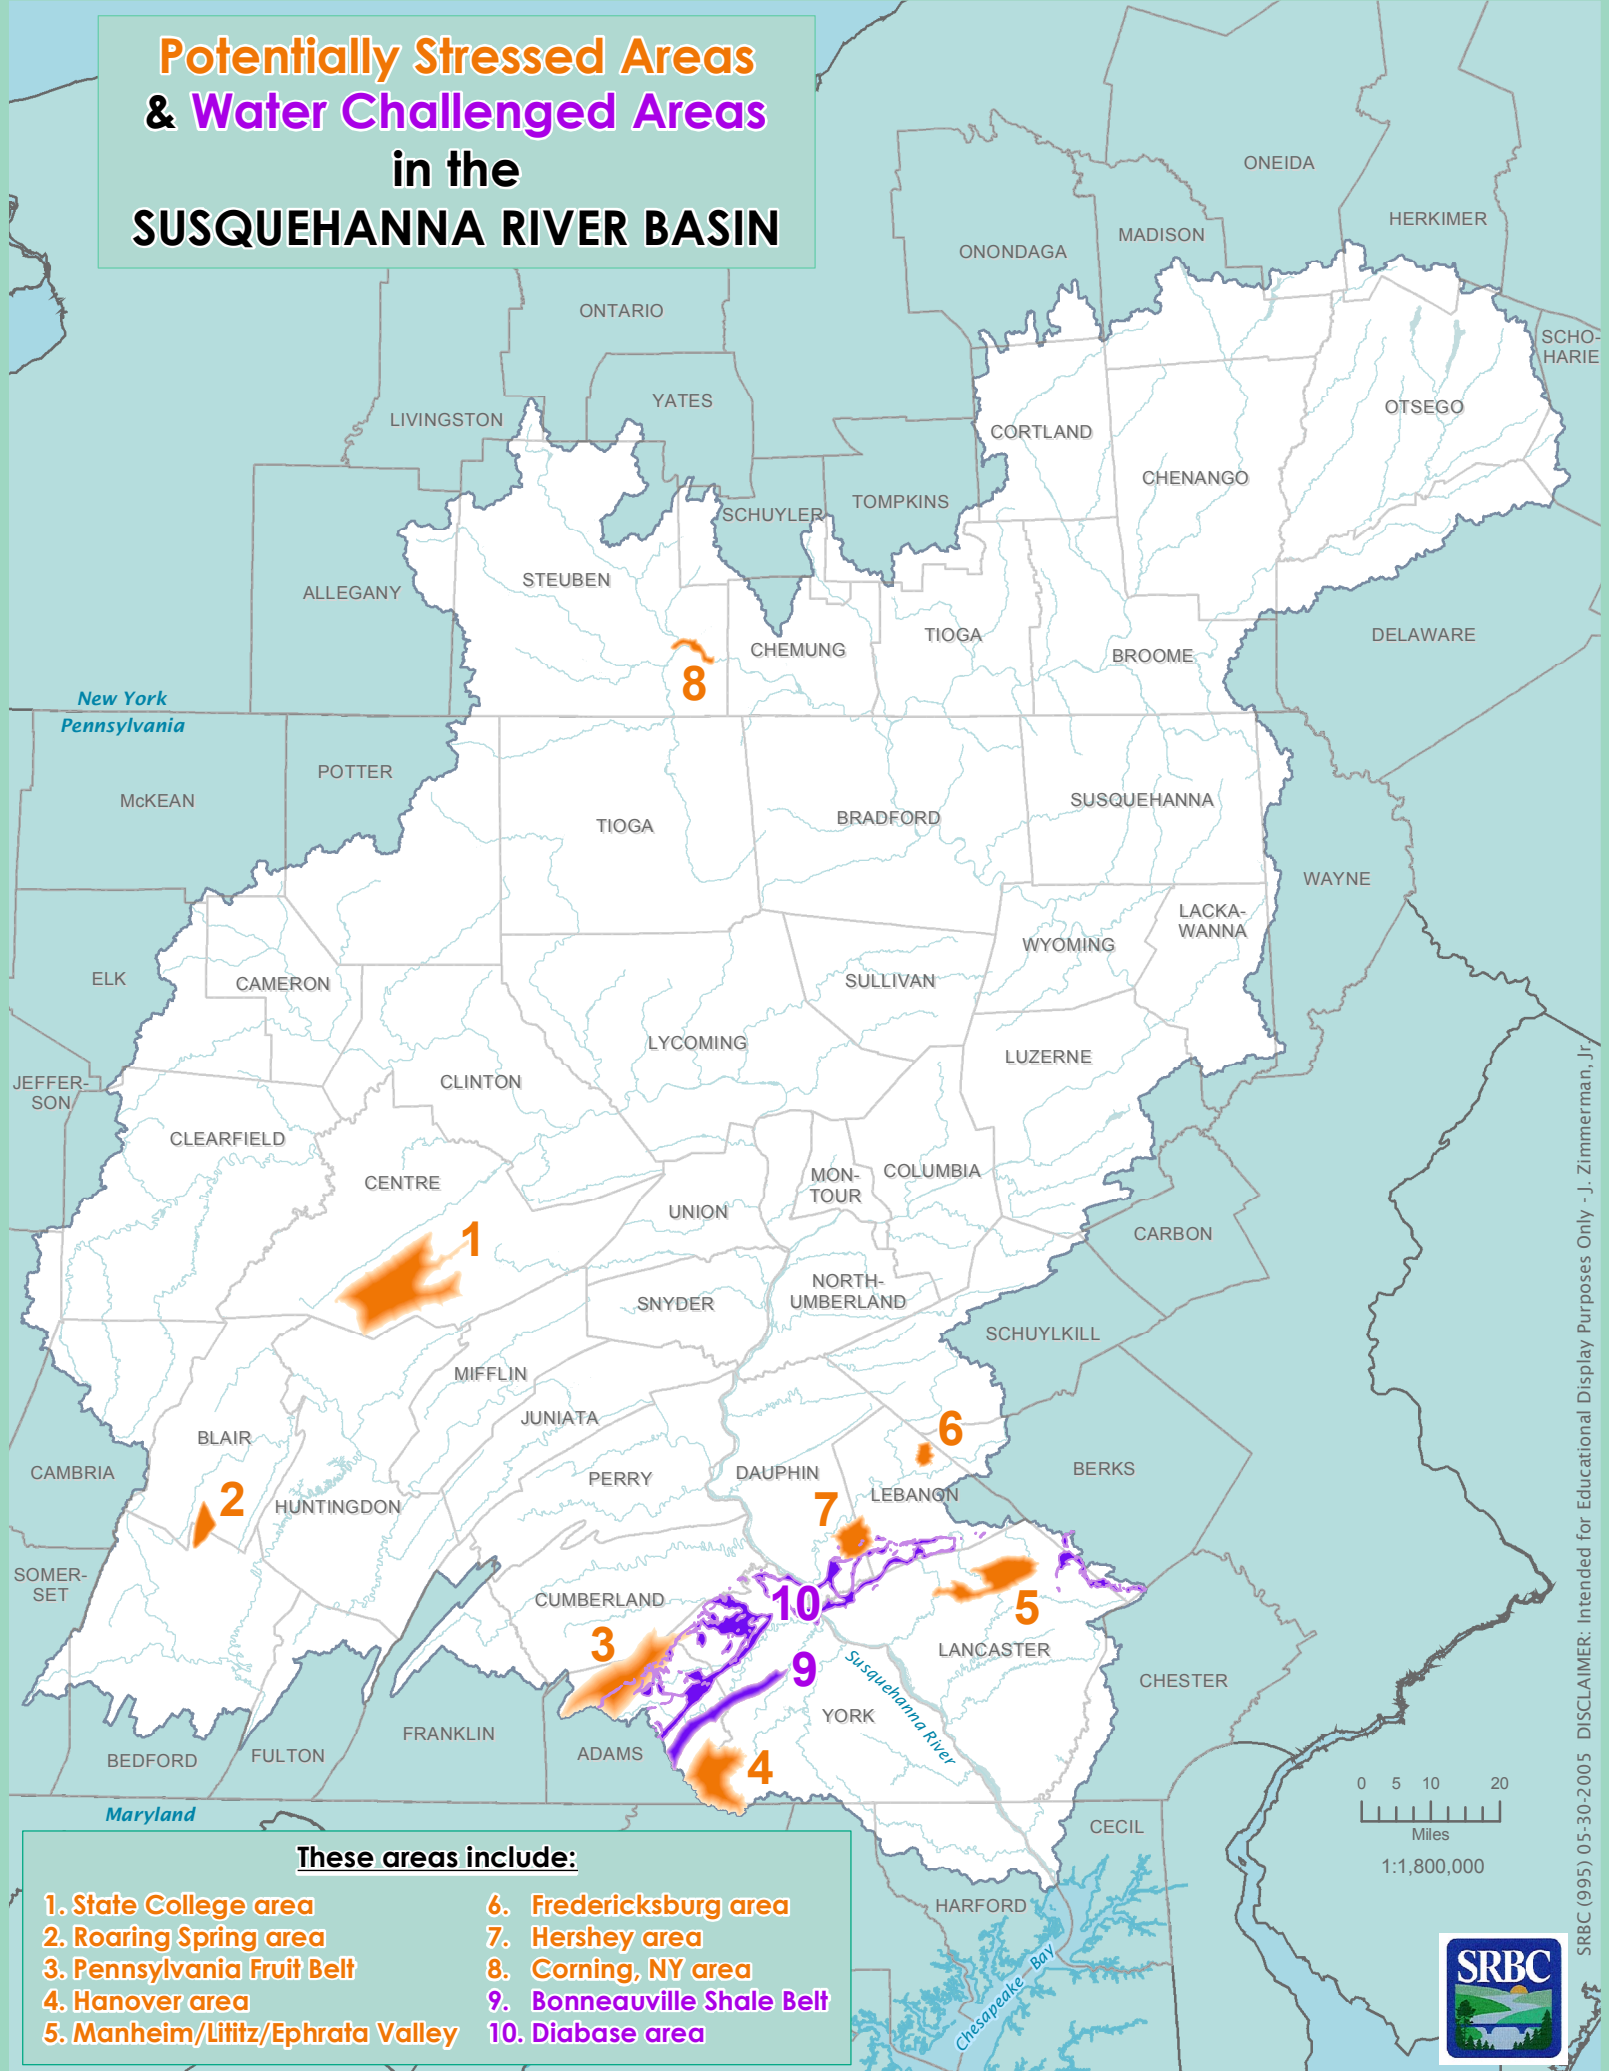 Potentially Stressed Areas
& Water Challenged Areas
in the
SUSQUEHANNA RIVER BASIN
ONEIDA
HERKIMER
MADISON
ONONDAGA
ONTARIO
SCHO-
HARIE
YATES
LIVINGSTON
OTSEGO
CORTLAND
CHENANGO
TOMPKINS
SCHUYLER
STEUBEN
ALLEGANY
TIOGA
DELAWARE
CHEMUNG
BROOME
8
New York
Pennsylvania
POTTER
McKEAN
SUSQUEHANNA
BRADFORD
TIOGA
WAYNE
LACKA-
WANNA
WYOMING
ELK
CAMERON
SULLIVAN
LYCOMING
LUZERNE
JEFFER-
SON
CLINTON
CLEARFIELD
CENTRE
MON-
TOUR
COLUMBIA
UNION
CARBON
1
NORTH-
UMBERLAND
SNYDER
SCHUYLKILL
MIFFLIN
JUNIATA
BLAIR
6
CAMBRIA
PERRY
DAUPHIN
BERKS
2
HUNTINGDON
LEBANON
7
SOMER-
SET
CUMBERLAND
10
5
3
LANCASTER
9
Susquehanna River
CHESTER
YORK
FRANKLIN
ADAMS
BEDFORD
FULTON
4
Maryland
CECIL
0 5 10 20
Miles
1:1,800,000
HARFORD
Chesapeake Bay
These areas include:
1. State College area
2. Roaring Spring area
3. Pennsylvania Fruit Belt
4. Hanover area
5. Manheim/Lititz/Ephrata Valley
6. Fredericksburg area
7. Hershey area
8. Corning, NY area
9. Bonneauville Shale Belt
10. Diabase area
SRBC
SRBC (995) 05-30-2005 DISCLAIMER: Intended for Educational Display Purposes Only - J. Zimmerman, Jr.